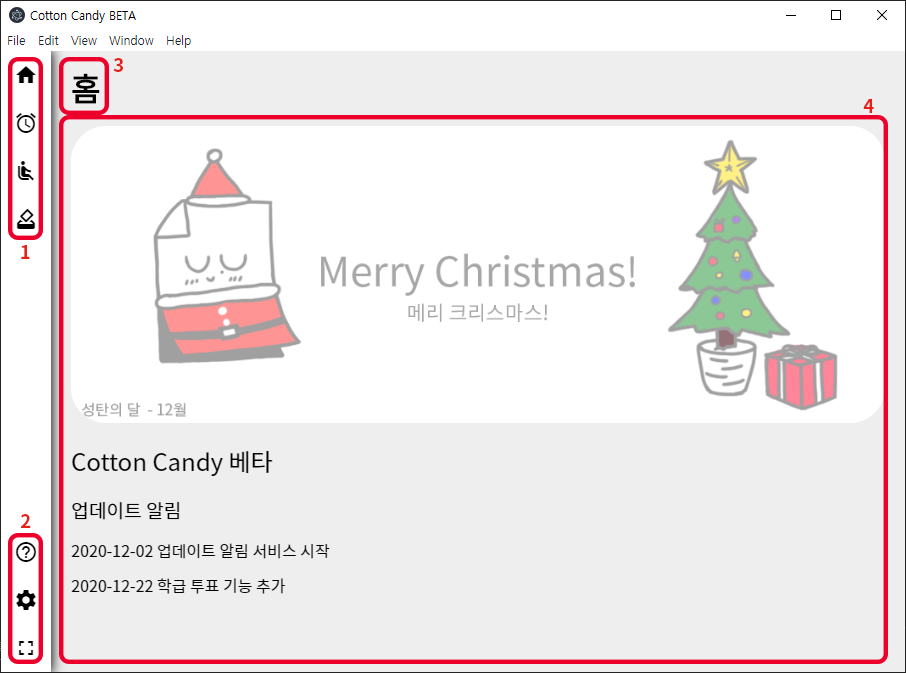 Cotton Candy BETA
File Edit View Window Help
3
홈
4
1
Merry Christmas!
메리 크리스마스!
성탄의 달 - 12월
Cotton Candy 베타
업데이트 알림
2
2020-12-02 업데이트 알림 서비스 시작
2020-12-22 학급 투표 기능 추가